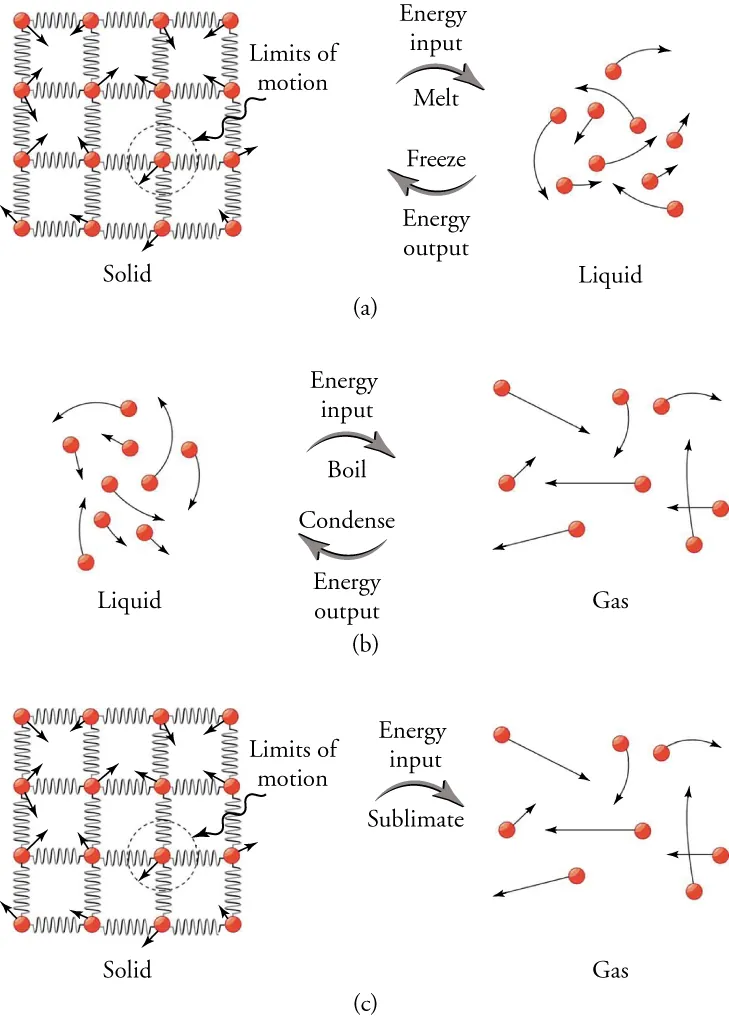 Limits of
motion
Energy
input
Melt
Freeze
Energy
output
Solid
Liquid
(a)
Energy
input
Boil
Condense
Energy
output
Liquid
Gas
(b)
Limits of
motion
Energy
input
Sublimate
Solid
Gas
(c)